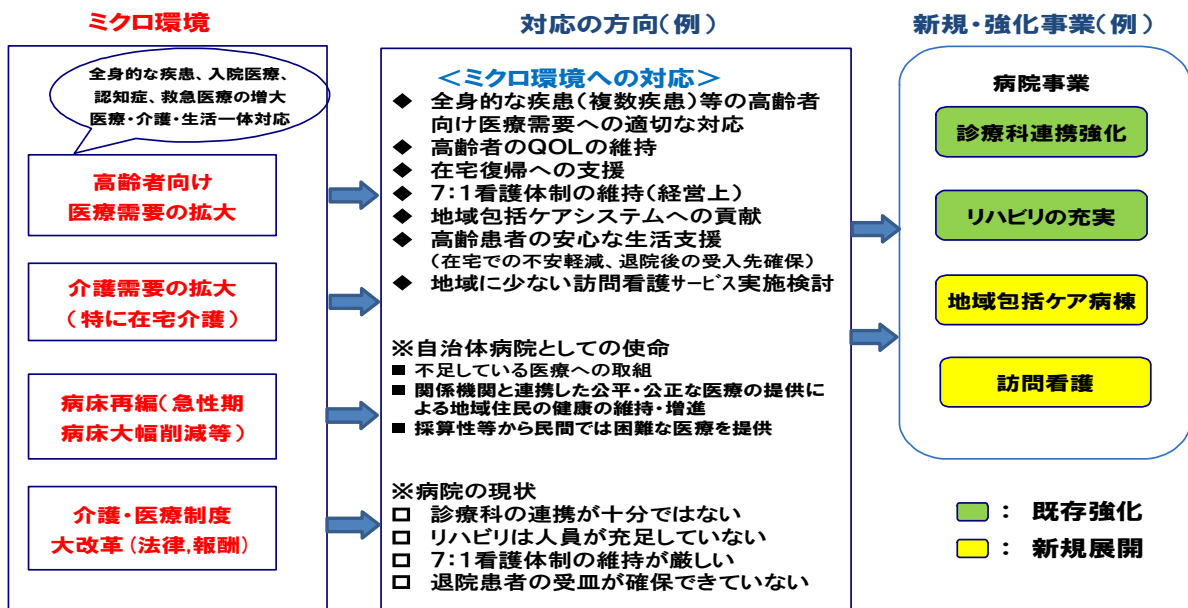 ミクロ環境
全身的な疾患、入院医療、
認知症、救急医療の増大
医療・介護・生活一体対応
高齢者向け
医療需要の拡大
介護需要の拡大
(特に在宅介護)
病床再編(急性期
病床大幅削減等)
介護・医療制度
大改革(法律,報酬)
対応の方向(例)
<ミクロ環境への対応>
◆ 全身的な疾患(複数疾患)等の高齢者
向け医療需要への適切な対応
◆ 高齢者のQOLの維持
◆ 在宅復帰への支援
◆ 7:1看護体制の維持(経営上)
◆ 地域包括ケアシステムへの貢献
◆ 高齢患者の安心な生活支援
(在宅での不安軽減、退院後の受入先確保)
◆ 地域に少ない訪問看護サービス実施検討
※自治体病院としての使命
■ 不足している医療への取組
■ 関係機関と連携した公平・公正な医療の提供に
よる地域住民の健康の維持・増進
■ 採算性等から民間では困難な医療を提供
※病院の現状
□ 診療科の連携が十分ではない
□ リハビリは人員が充足していない
□ 7:1看護体制の維持が厳しい
□ 退院患者の受皿が確保できていない
新規・強化事業(例)
病院事業
診療科連携強化
リハビリの充実
地域包括ケア病棟
訪問看護
: 既存強化
: 新規展開